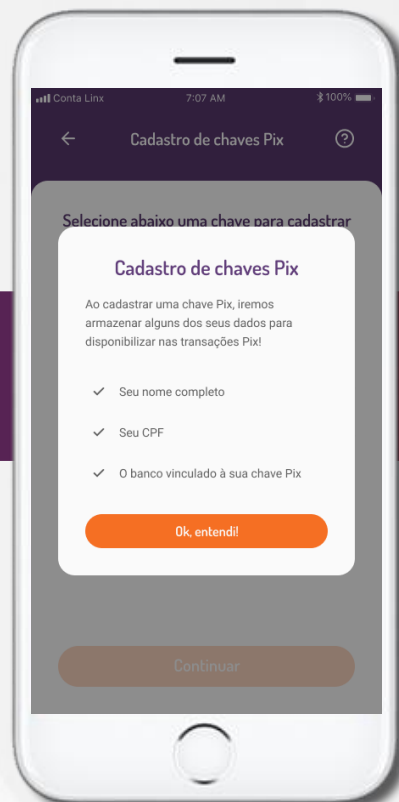 Conta Linx 7:07 AM 100%
Cadastro de chaves Pix ?
Selecione abaixo uma chave para cadastrar
Cadastro de chaves Pix
Ao cadastrar uma chave Pix, iremos
armazenar alguns dos seus dados para
disponibilizar nas transações Pix!
Seu nome completo
Seu CPF
O banco vinculado à sua chave Pix
Ok, entendi!
Continuar